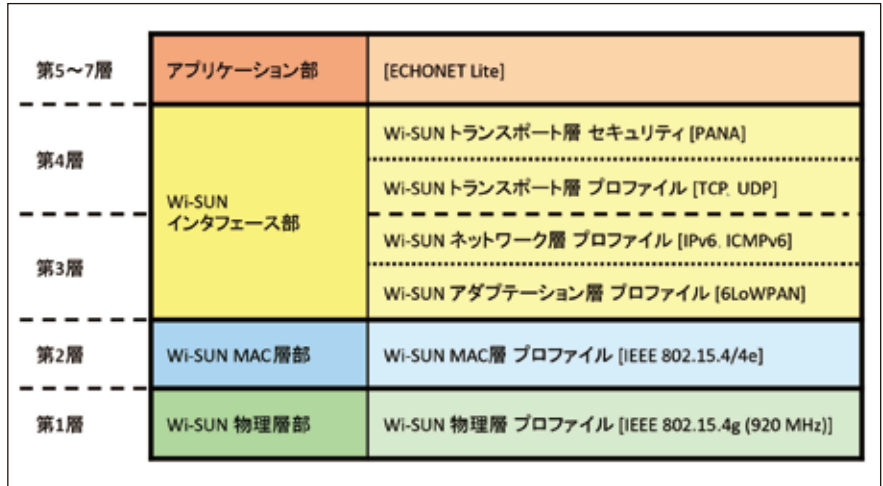 第5～7層
アプリケーション部
[ECHONET Lite]
第4層
Wi-SUN トランスポート層 セキュリティ [PANA]
Wi-SUN トランスポート層 プロファイル [TCP, UDP]
Wi-SUN
インタフェース部
第3層
Wi-SUN ネットワーク層 プロファイル [IPv6, ICMPv6]
Wi-SUN アダプテーション層 プロファイル [6LoWPAN]
第2層
Wi-SUN MAC層部
Wi-SUN MAC層 プロファイル [IEEE 802.15.4/4e]
第1層
Wi-SUN 物理層部
Wi-SUN 物理層 プロファイル [IEEE 802.15.4g (920 MHz)]